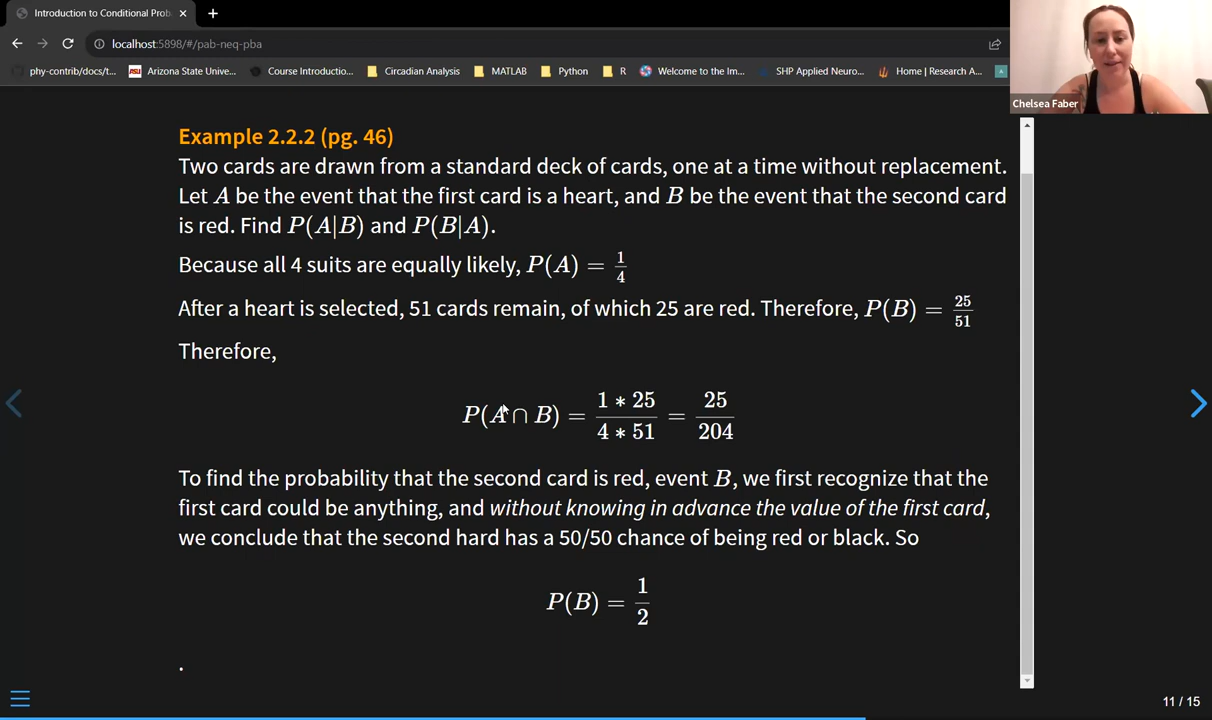 Introduction to Conditional Prob
localhost:5898/#/pab-neq-pba
phy-contrib/docs/t...
Arizona State Unive...
Course Introductio...
Circadian Analysis
MATLAB
Python
R
Welcome to the Im...
SHP Applied Neuro...
Home | Research A...
A
Chelsea Faber
Example 2.2.2 (pg. 46)
Two cards are drawn from a standard deck of cards, one at a time without replacement.
Let A be the event that the first card is a heart, and B be the event that the second card
is red. Find P(A|B) and P(B|A).
Because all 4 suits are equally likely, P(A) = 1/4
After a heart is selected, 51 cards remain, of which 25 are red. Therefore, P(B) = 25/51
Therefore,
P(A ∩ B) = 1 * 25 / 4 * 51 = 25/204
To find the probability that the second card is red, event B, we first recognize that the
first card could be anything, and without knowing in advance the value of the first card,
we conclude that the second hard has a 50/50 chance of being red or black. So
P(B) = 1/2
.
11 / 15